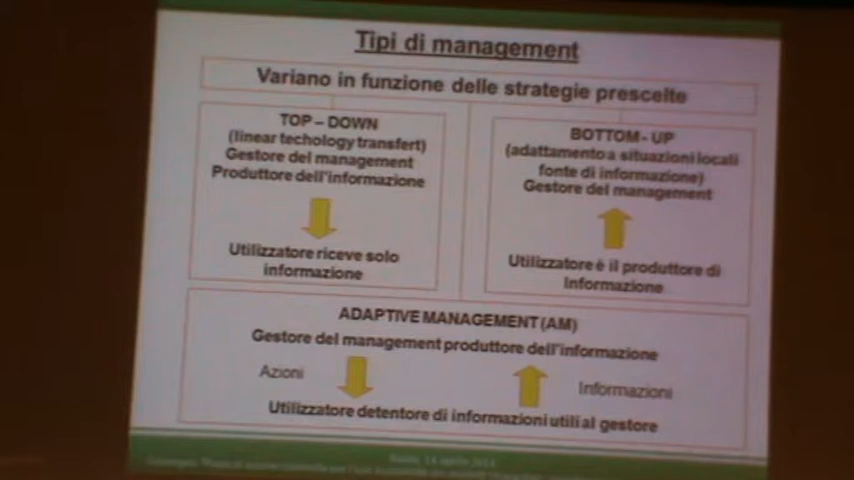 Tipi di management
Variano in funzione delle strategie prescelte
TOP – DOWN
(linear techology transfert)
Gestore del management
Produttore dell'informazione
Utilizzatore riceve solo
informazione
BOTTOM - UP
(adattamento a situazioni locali
fonte di informazione)
Gestore del management
Utilizzatore è il produttore di
Informazione
ADAPTIVE MANAGEMENT (AM)
Gestore del management produttore dell'informazione
Azioni
Informazioni
Utilizzatore detentore di informazioni utili al gestore